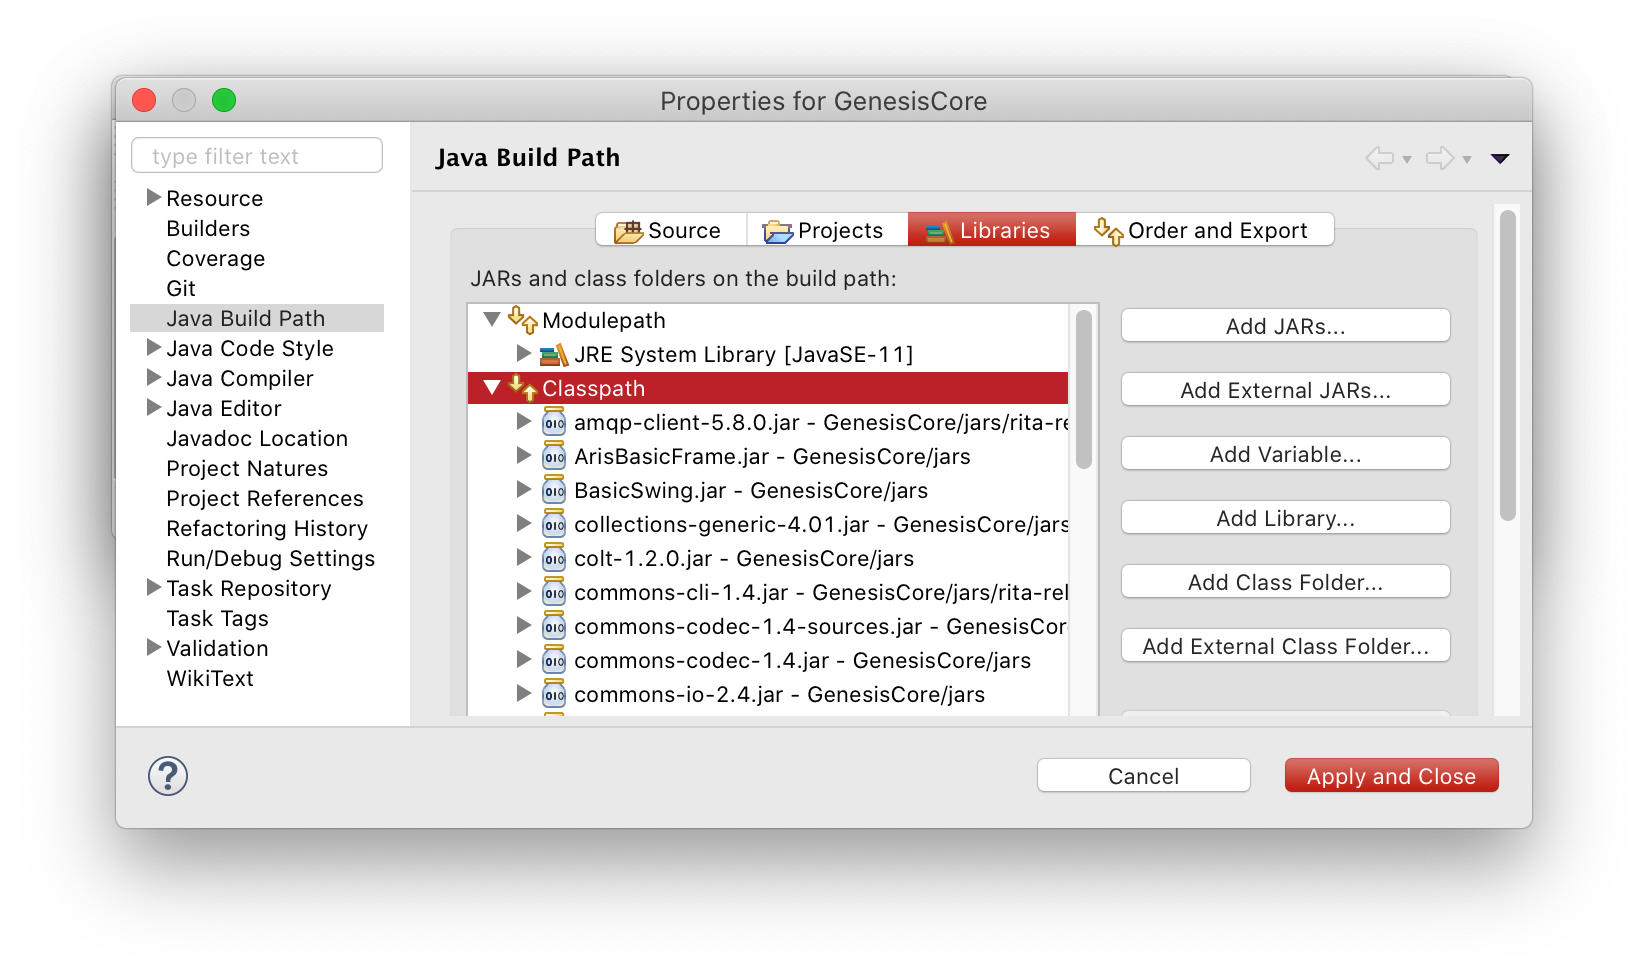 Properties for GenesisCore
type filter text
Resource
Builders
Coverage
Git
Java Build Path
Java Code Style
Java Compiler
Java Editor
Javadoc Location
Project Natures
Project References
Refactoring History
Run/Debug Settings
Task Repository
Task Tags
Validation
WikiText
Java Build Path
Source
Projects
Libraries
Order and Export
JARs and class folders on the build path:
Modulepath
JRE System Library [JavaSE-11]
Classpath
amqp-client-5.8.0.jar - GenesisCore/jars/rita-re
ArisBasicFrame.jar - GenesisCore/jars
BasicSwing.jar - GenesisCore/jars
collections-generic-4.01.jar - GenesisCore/jars
colt-1.2.0.jar - GenesisCore/jars
commons-cli-1.4.jar - GenesisCore/jars/rita-rel
commons-codec-1.4-sources.jar - GenesisCor
commons-codec-1.4.jar - GenesisCore/jars
commons-io-2.4.jar - GenesisCore/jars
Add JARs...
Add External JARs...
Add Variable...
Add Library...
Add Class Folder...
Add External Class Folder...
?
Cancel
Apply and Close